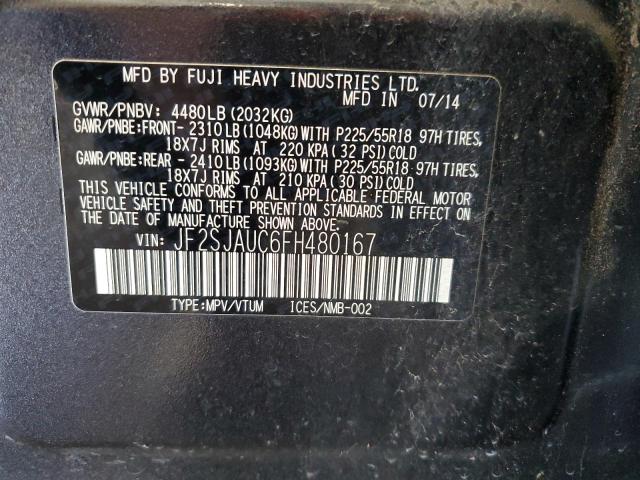 MFD BY FUJI HEAVY INDUSTRIES LTD.
MFD IN 07/14
GVWR/PNBV: 4480LB (2032KG)
GAWR/PNBE:FRONT- 2310LB (1048KG) WITH P225/55R18 97H TIRES,
18X7J RIMS AT 220 KPA (32 PSI) COLD
GAWR/PNBE:REAR - 2410LB (1093KG) WITH P225/55R18 97H TIRES,
18X7J RIMS AT 210 KPA (30 PSI) COLD
THIS VEHICLE CONFORMS TO ALL APPLICABLE FEDERAL MOTOR
VEHICLE SAFETY AND THEFT PREVENTION STANDARDS IN EFFECT ON
THE DATE OF MANUFACTURE SHOWN ABOVE.
VIN: JF2SJAUC6FH480167
TYPE:MPV/VTUM ICES/NMB-002